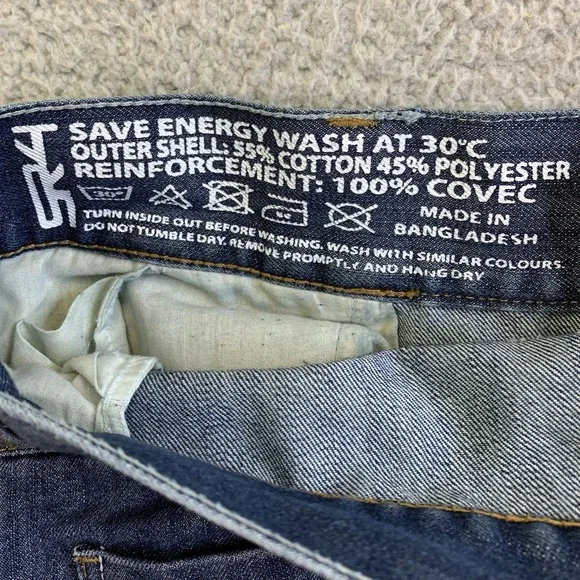 SAVE ENERGY WASH AT 30°C
OUTER SHELL: 55% COTTON 45% POLYESTER
REINFORCEMENT: 100% COVEC
30°
MADE IN
BANGLADESH
TURN INSIDE OUT BEFORE WASHING. WASH WITH SIMILAR COLOURS.
DO NOT TUMBLE DRY. REMOVE PROMPTLY AND HANG DRY